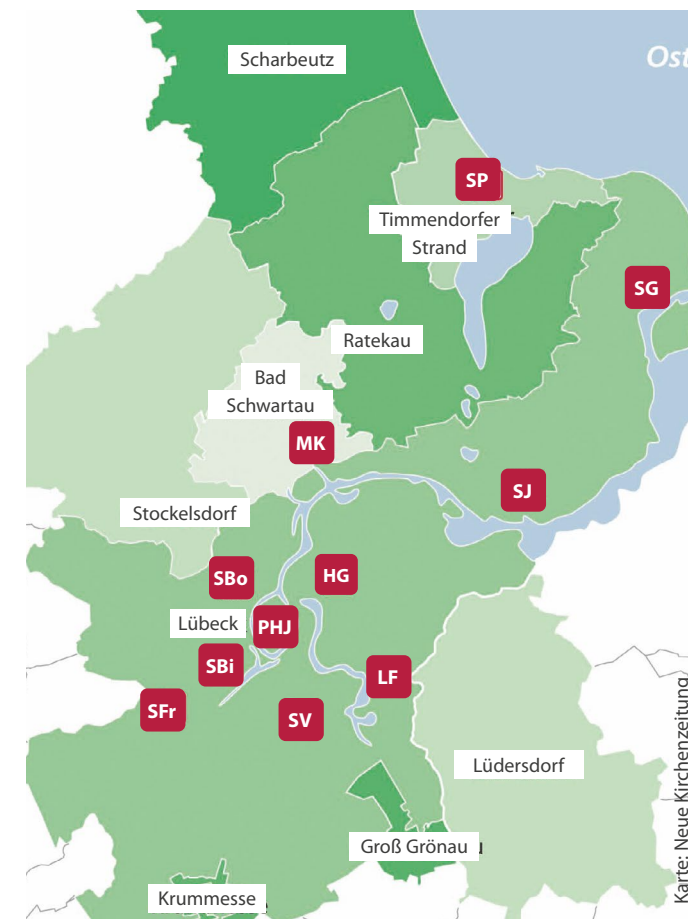 Scharbeutz
Ost
SP
Timmendorfer
Strand
SG
Ratekau
Bad
Schwartau
MK
SJ
Stockelsdorf
SBo
HG
Lübeck
PHJ
SBi
LF
SFr
SV
Lüdersdorf
Groß Grönau
Krummesse
Karte: Neue Kirchenzeitung